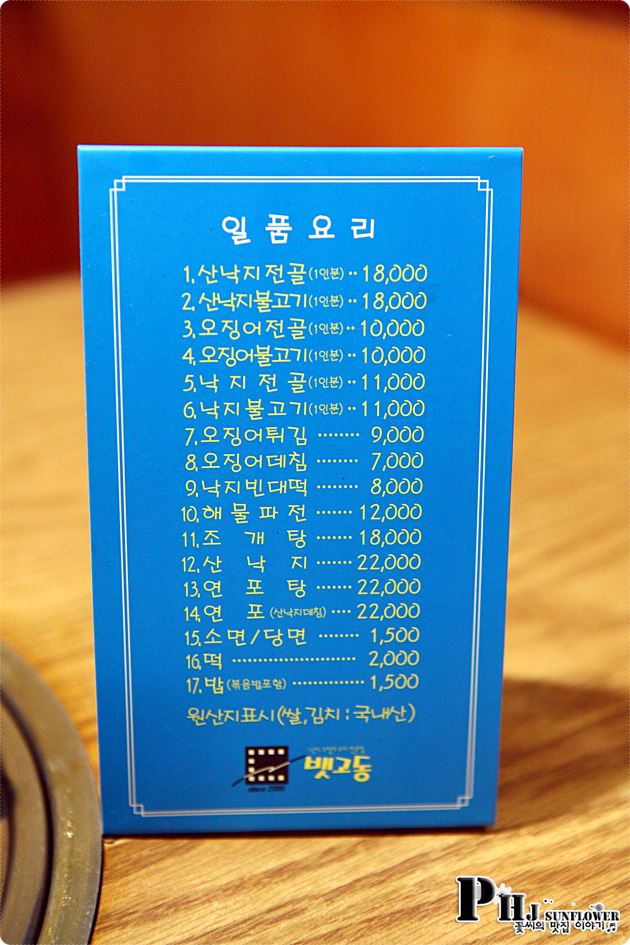 일품요리
1. 산낙지전골(1인분) ·· 18,000
2. 산낙지불고기(1인분) ·· 18,000
3. 오징어전골(1인분) ·· 10,000
4. 오징어불고기(1인분) ·· 10,000
5. 낙지전골(1인분) ·· 11,000
6. 낙지불고기(1인분) ·· 11,000
7. 오징어튀김 ········ 9,000
8. 오징어데침 ········ 7,000
9. 낙지빈대떡 ········ 8,000
10. 해물파전 ······· 12,000
11. 조개탕 ······· 18,000
12. 산낙지 ······· 22,000
13. 연포탕 ······· 22,000
14. 연포(산낙지데침) ···· 22,000
15. 소면/당면 ········ 1,500
16. 떡 ························ 2,000
17. 밥(볶음밥포함) ·············· 1,500
원산지표시(쌀,김치:국내산)
뱃고동
since 2000
PHJ SUNFLOWER
꽃씨의 맛집 이야기♬